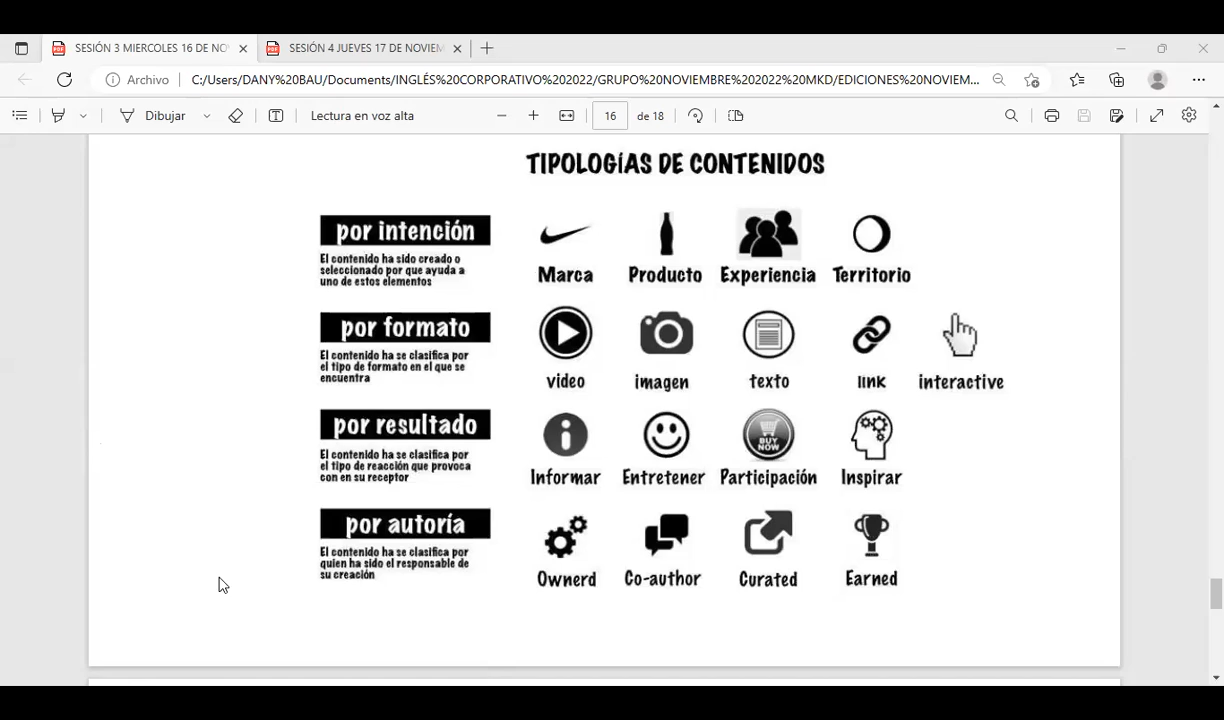 SESIÓN 3 MIERCOLES 16 DE NO
SESIÓN 4 JUEVES 17 DE NOVIEM
Archivo
C:/Users/DANY%20BAU/Documents/INGLÉS%20CORPORATIVO%202022/GRUPO%20NOVIEMBRE%202022%20MKD/EDICIONES%20NOVIEM...
Dibujar
Lectura en voz alta
16 de 18
TIPOLOGÍAS DE CONTENIDOS
por intención
El contenido ha sido creado o
seleccionado por que ayuda a
uno de estos elementos
Marca Producto Experiencia Territorio
por formato
El contenido ha se clasifica por
el tipo de formato en el que se
encuentra
video imagen texto link interactive
por resultado
El contenido ha se clasifica por
el tipo de reacción que provoca
con en su receptor
BUY
NOW
Informar Entretener Participación Inspirar
por autoría
El contenido ha se clasifica por
quien ha sido el responsable de
su creación
Ownerd Co-author Curated Earned